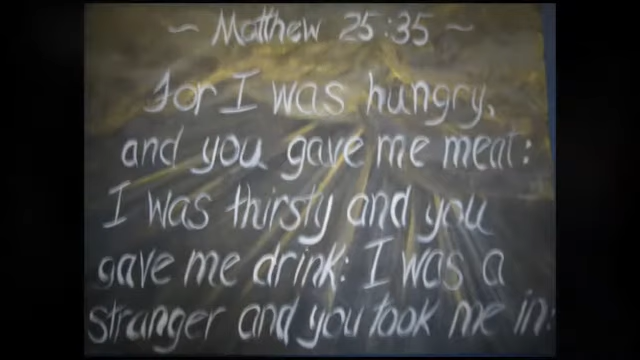 ~ Matthew 25:35 ~
For I was hungry,
and you gave me meat:
I was thirsty and you
gave me drink: I was a
stranger and you took me in: